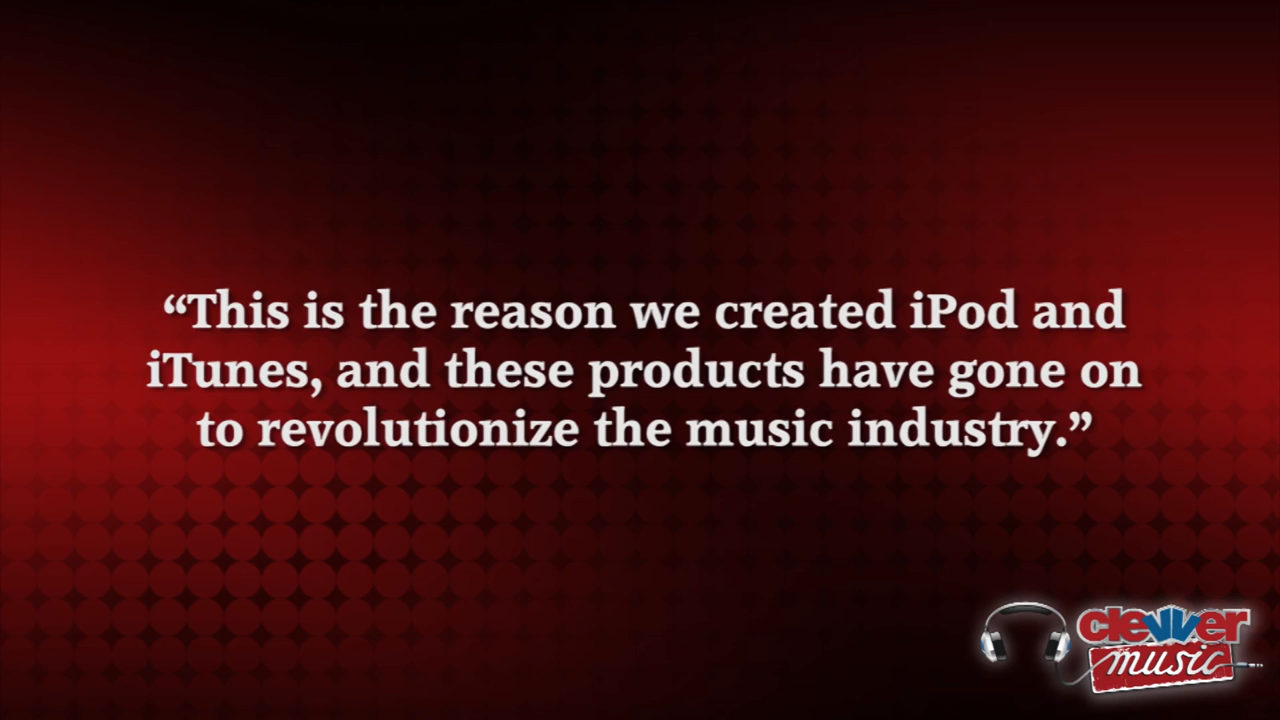 “This is the reason we created iPod and
iTunes, and these products have gone on
to revolutionize the music industry.”
clevver
music